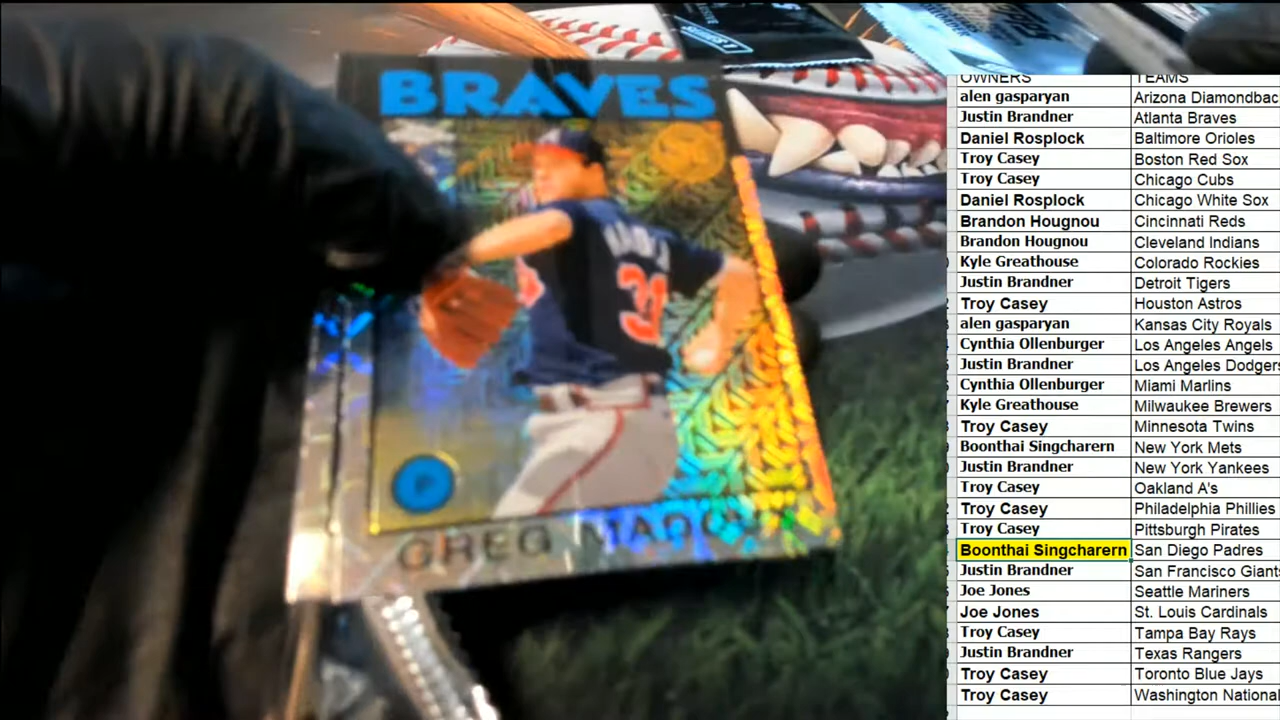 BRAVES
31
P
GREG MADDUX
SERIES 1
OWNERS TEAMS
alen gasparyan Arizona Diamondbac
Justin Brandner Atlanta Braves
Daniel Rosplock Baltimore Orioles
Troy Casey Boston Red Sox
Troy Casey Chicago Cubs
Daniel Rosplock Chicago White Sox
Brandon Hougnou Cincinnati Reds
Brandon Hougnou Cleveland Indians
Kyle Greathouse Colorado Rockies
Justin Brandner Detroit Tigers
Troy Casey Houston Astros
alen gasparyan Kansas City Royals
Cynthia Ollenburger Los Angeles Angels
Justin Brandner Los Angeles Dodgers
Cynthia Ollenburger Miami Marlins
Kyle Greathouse Milwaukee Brewers
Troy Casey Minnesota Twins
Boonthai Singcharern New York Mets
Justin Brandner New York Yankees
Troy Casey Oakland A's
Troy Casey Philadelphia Phillies
Troy Casey Pittsburgh Pirates
Boonthai Singcharern San Diego Padres
Justin Brandner San Francisco Giants
Joe Jones Seattle Mariners
Joe Jones St. Louis Cardinals
Troy Casey Tampa Bay Rays
Justin Brandner Texas Rangers
Troy Casey Toronto Blue Jays
Troy Casey Washington National